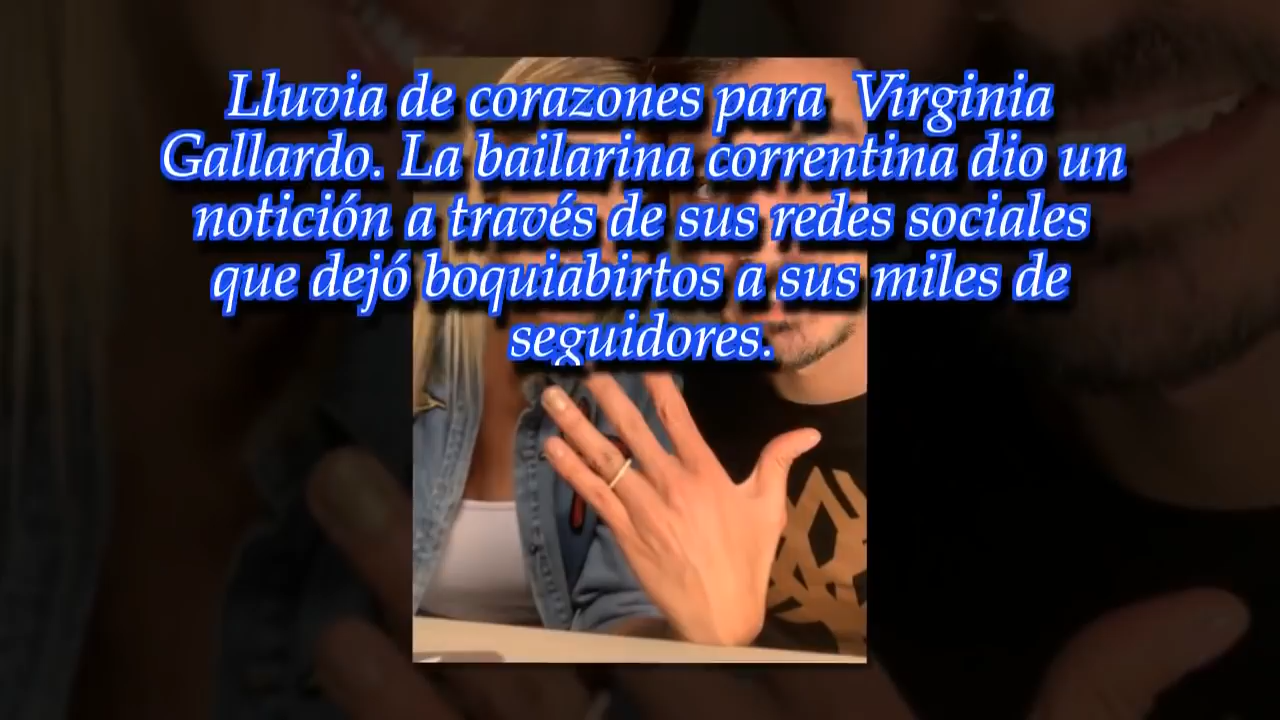 Lluvia de corazones para Virginia
Gallardo. La bailarina correntina dio un
notición a través de sus redes sociales
que dejó boquiabirtos a sus miles de
seguidores.